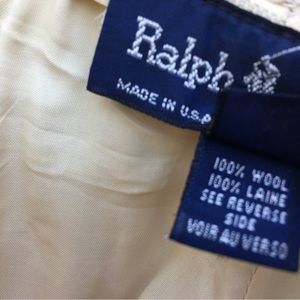 Ralph
MADE IN U.S.A
100% WOOL
100% LAINE
SEE REVERSE
SIDE
VOIR AU VERSO